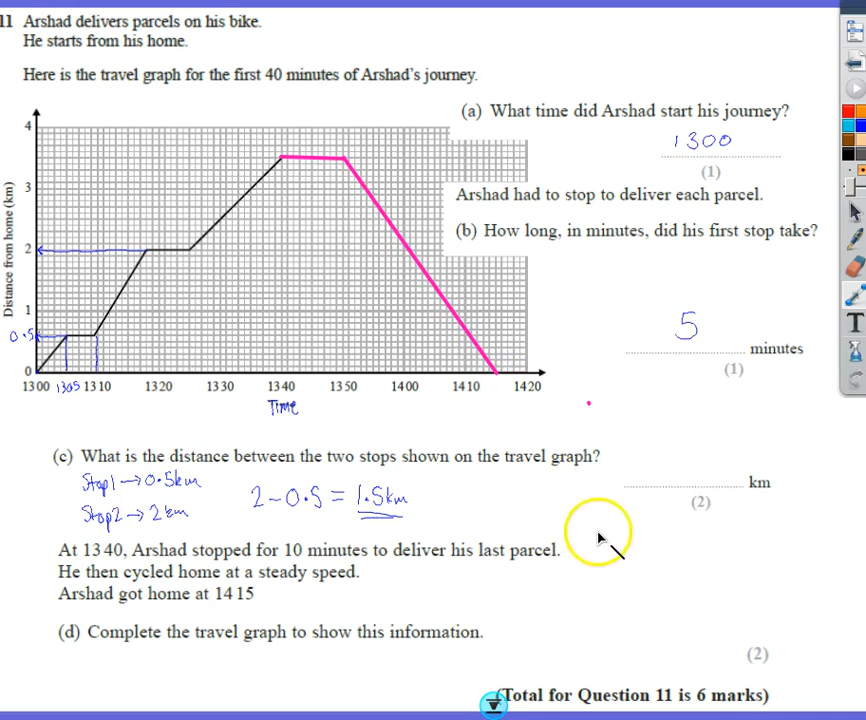 11 Arshad delivers parcels on his bike.
He starts from his home.
Here is the travel graph for the first 40 minutes of Arshad's journey.
(a) What time did Arshad start his journey?
1300
(1)
Arshad had to stop to deliver each parcel.
(b) How long, in minutes, did his first stop take?
5
minutes
(1)
Distance from home (km)
4
3
2
1
0.5
0
1300 1305 1310 1320 1330 1340 1350 1400 1410 1420
Time
(c) What is the distance between the two stops shown on the travel graph?
Stop1 → 0.5km
Stop2 → 2km
2 - 0.5 = 1.5km
km
(2)
At 1340, Arshad stopped for 10 minutes to deliver his last parcel.
He then cycled home at a steady speed.
Arshad got home at 1415
(d) Complete the travel graph to show this information.
(2)
(Total for Question 11 is 6 marks)
T